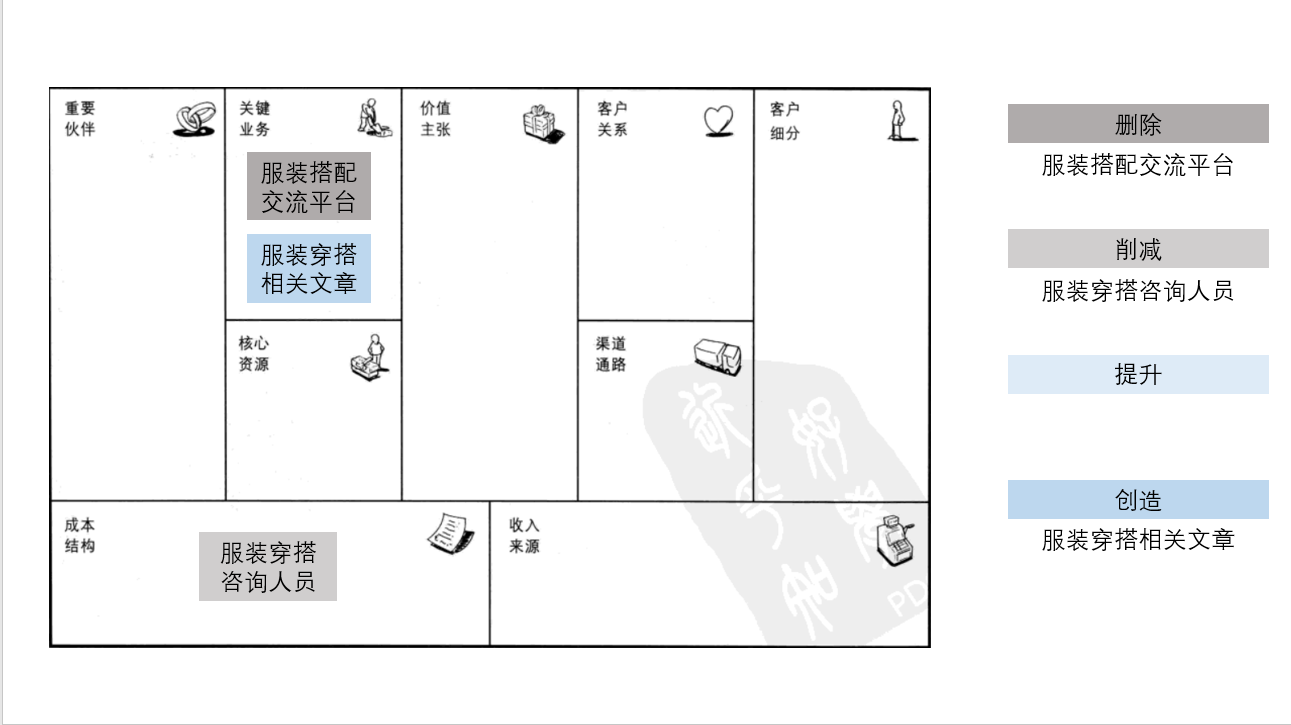 重要
伙伴
关键
业务
服装搭配
交流平台
服装穿搭
相关文章
核心
资源
价值
主张
客户
关系
渠道
通路
客户
细分
成本
结构
服装穿搭
咨询人员
收入
来源
PD
删除
服装搭配交流平台
削减
服装穿搭咨询人员
提升
创造
服装穿搭相关文章